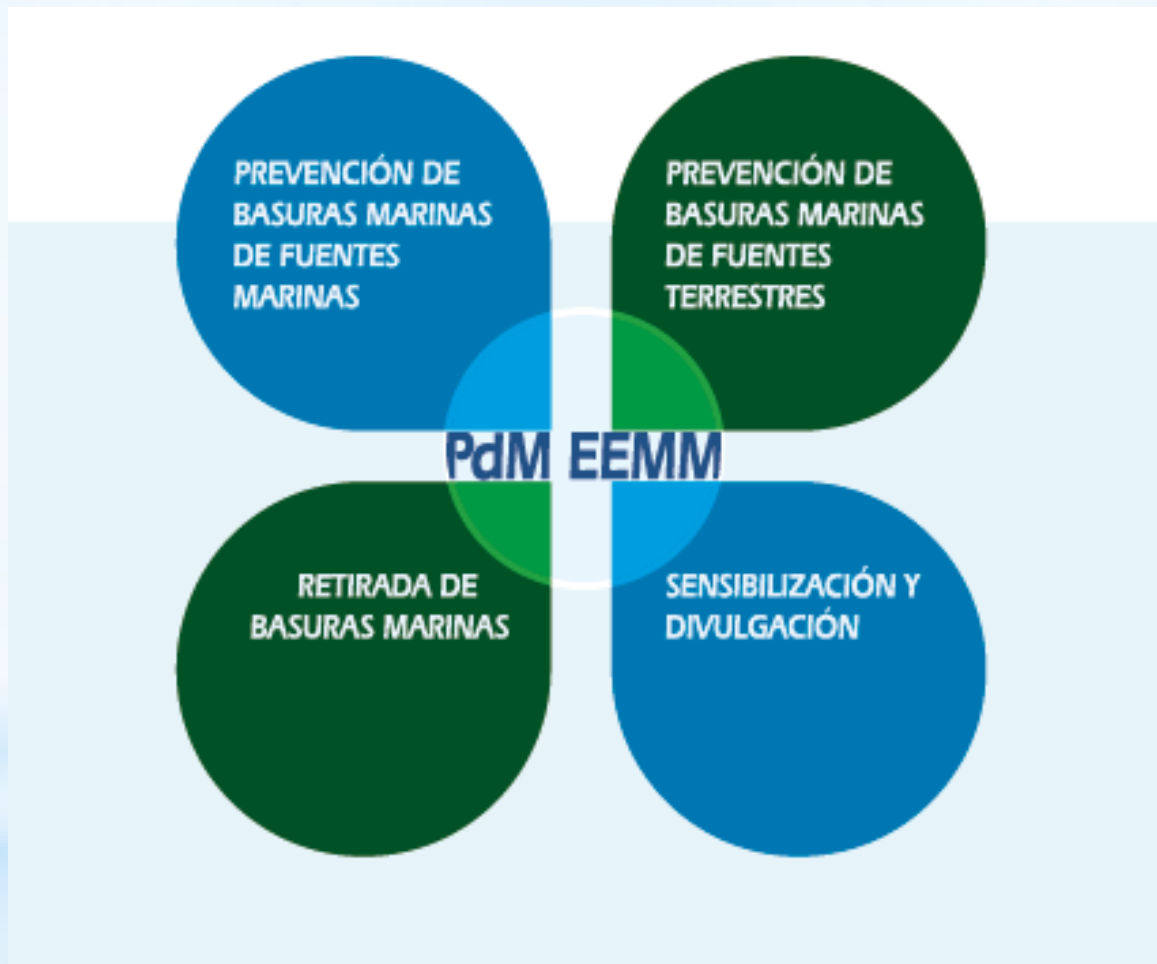 PREVENCIÓN DE
BASURAS MARINAS
DE FUENTES
MARINAS
PREVENCIÓN DE
BASURAS MARINAS
DE FUENTES
TERRESTRES
PdM EEMM
RETIRADA DE
BASURAS MARINAS
SENSIBILIZACIÓN Y
DIVULGACIÓN